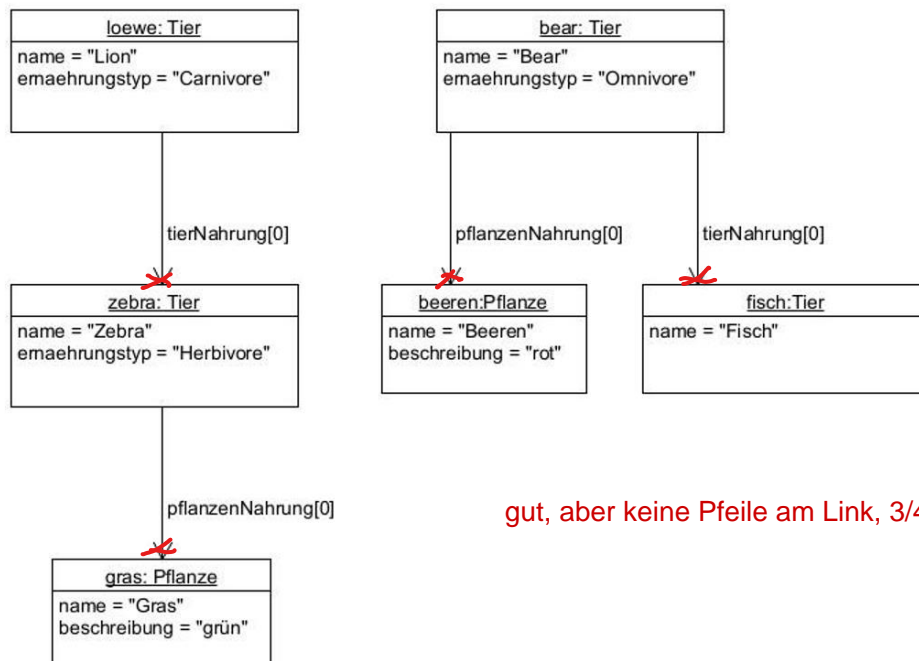 loewe: Tier
name = "Lion"
ernaehrungstyp = "Carnivore"
bear: Tier
name = "Bear"
ernaehrungstyp = "Omnivore"
tierNahrung[0]
pflanzenNahrung[0]
tierNahrung[0]
zebra: Tier
name = "Zebra"
ernaehrungstyp = "Herbivore"
beeren:Pflanze
name = "Beeren"
beschreibung = "rot"
fisch:Tier
name = "Fisch"
pflanzenNahrung[0]
gut, aber keine Pfeile am Link, 3/4
gras: Pflanze
name = "Gras"
beschreibung = "grün"